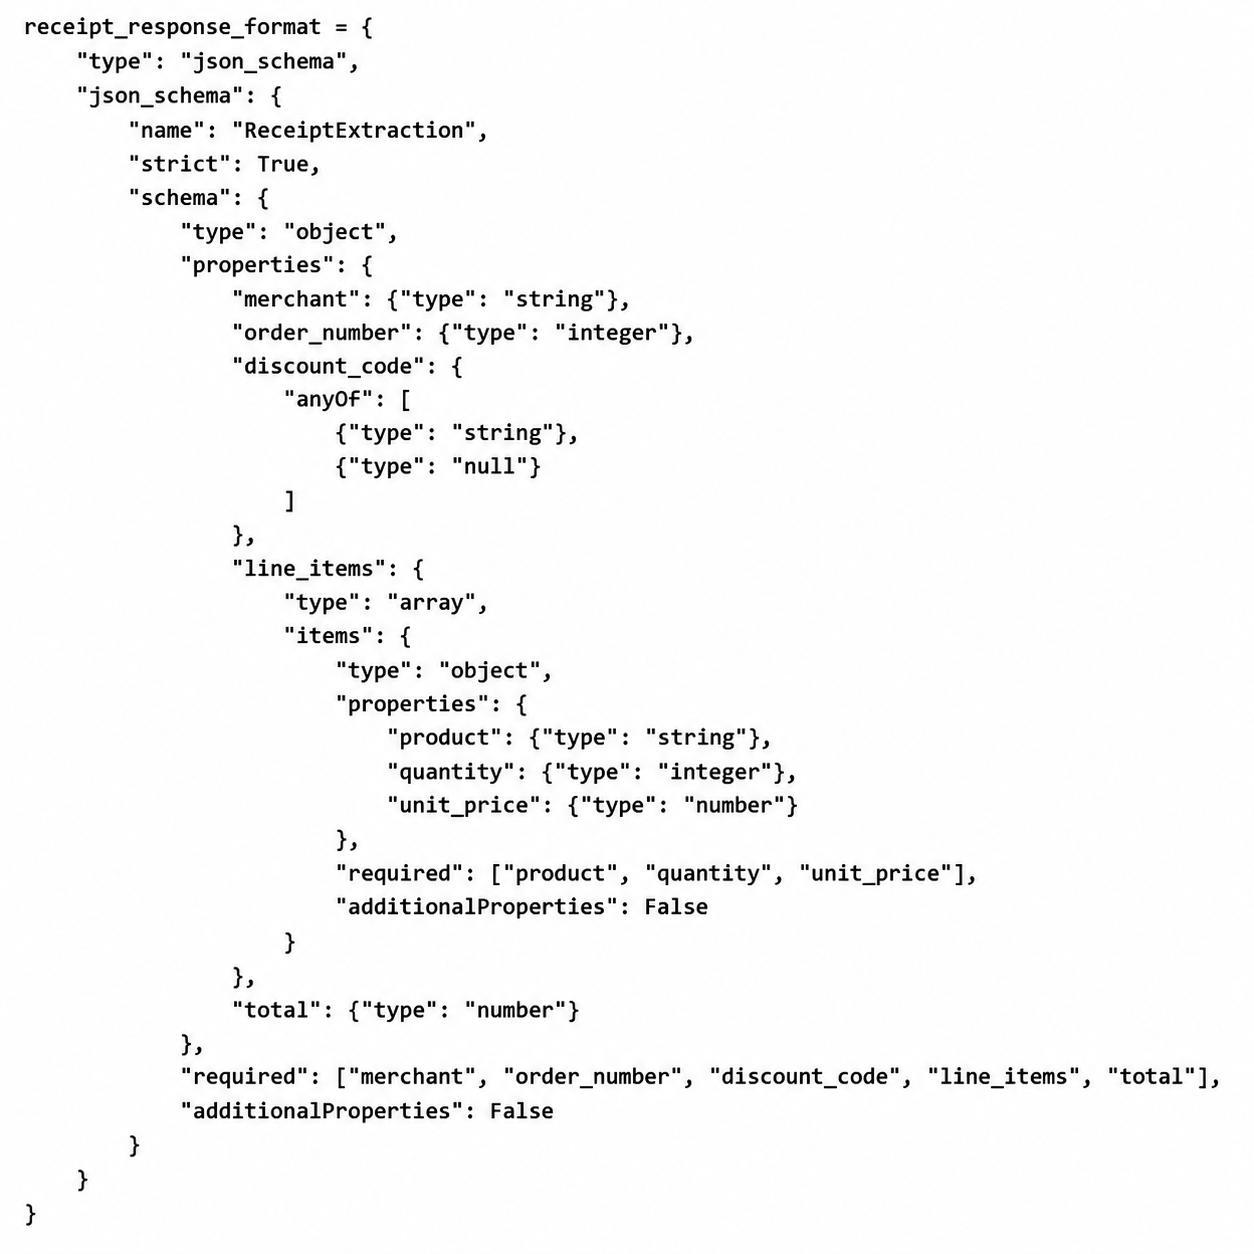 receipt_response_format = {
    "type": "json_schema",
    "json_schema": {
        "name": "ReceiptExtraction",
        "strict": True,
        "schema": {
            "type": "object",
            "properties": {
                "merchant": {"type": "string"},
                "order_number": {"type": "integer"},
                "discount_code": {
                    "anyOf": [
                        {"type": "string"},
                        {"type": "null"}
                    ]
                },
                "line_items": {
                    "type": "array",
                    "items": {
                        "type": "object",
                        "properties": {
                            "product": {"type": "string"},
                            "quantity": {"type": "integer"},
                            "unit_price": {"type": "number"}
                        },
                        "required": ["product", "quantity", "unit_price"],
                        "additionalProperties": False
                    }
                },
                "total": {"type": "number"}
            },
            "required": ["merchant", "order_number", "discount_code", "line_items", "total"],
            "additionalProperties": False
        }
    }
}